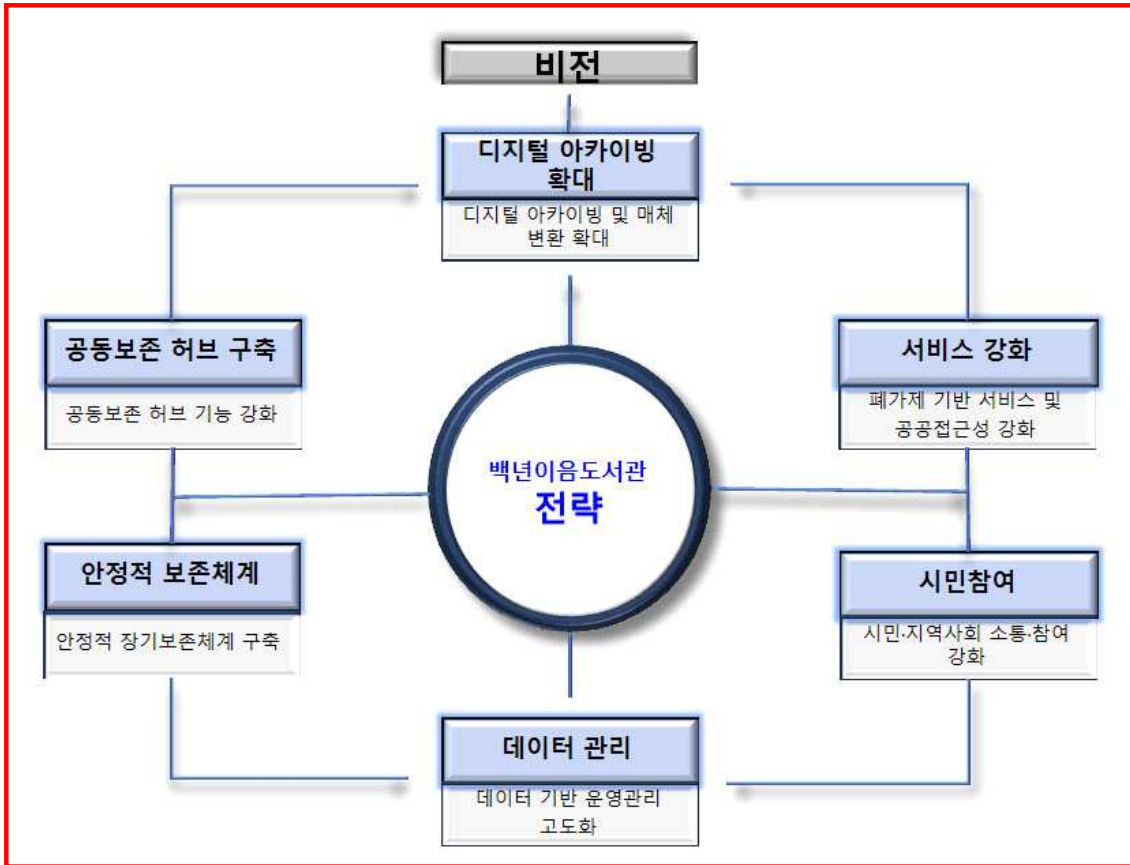 비전
디지털 아카이빙
확대
디지털 아카이빙 및 매체
변환 확대
공동보존 허브 구축
공동보존 허브 기능 강화
서비스 강화
폐가제 기반 서비스 및
공공접근성 강화
백년이음도서관
전략
안정적 보존체계
안정적 장기보존체계 구축
시민참여
시민·지역사회 소통·참여
강화
데이터 관리
데이터 기반 운영관리
고도화